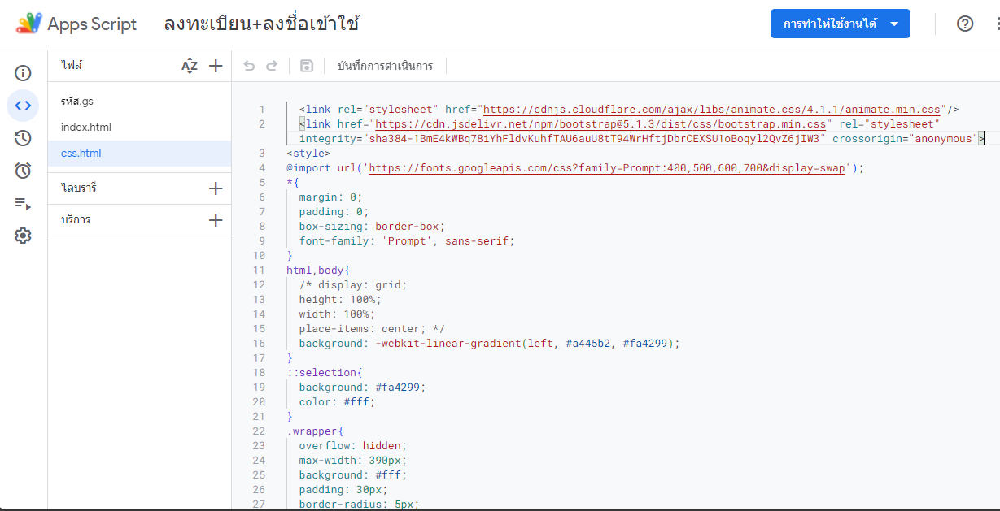 Apps Script
ลงทะเบียน+ลงชื่อเข้าใช้
การทำให้ใช้งานได้
ไฟล์
AZ
บันทึกการดำเนินการ
รหัส.gs
index.html
css.html
ไลบรารี
บริการ
1 <link rel="stylesheet" href="https://cdnjs.cloudflare.com/ajax/libs/animate.css/4.1.1/animate.min.css"/>
2 <link href="https://cdn.jsdelivr.net/npm/bootstrap@5.1.3/dist/css/bootstrap.min.css" rel="stylesheet"
integrity="sha384-1BmE4kWBq78iYhFldvKuhfTAU6auU8tT94WrHftjDbrCEXSU1oBoqyl2QvZ6jIW3" crossorigin="anonymous">
3 <style>
4 @import url('https://fonts.googleapis.com/css?family=Prompt:400,500,600,700&display=swap');
5 *{
6 margin: 0;
7 padding: 0;
8 box-sizing: border-box;
9 font-family: 'Prompt', sans-serif;
10 }
11 html,body{
12 /* display: grid;
13 height: 100%;
14 width: 100%;
15 place-items: center; */
16 background: -webkit-linear-gradient(left, #a445b2, #fa4299);
17 }
18 ::selection{
19 background: #fa4299;
20 color: #fff;
21 }
22 .wrapper{
23 overflow: hidden;
24 max-width: 390px;
25 background: #fff;
26 padding: 30px;
27 border-radius: 5px;